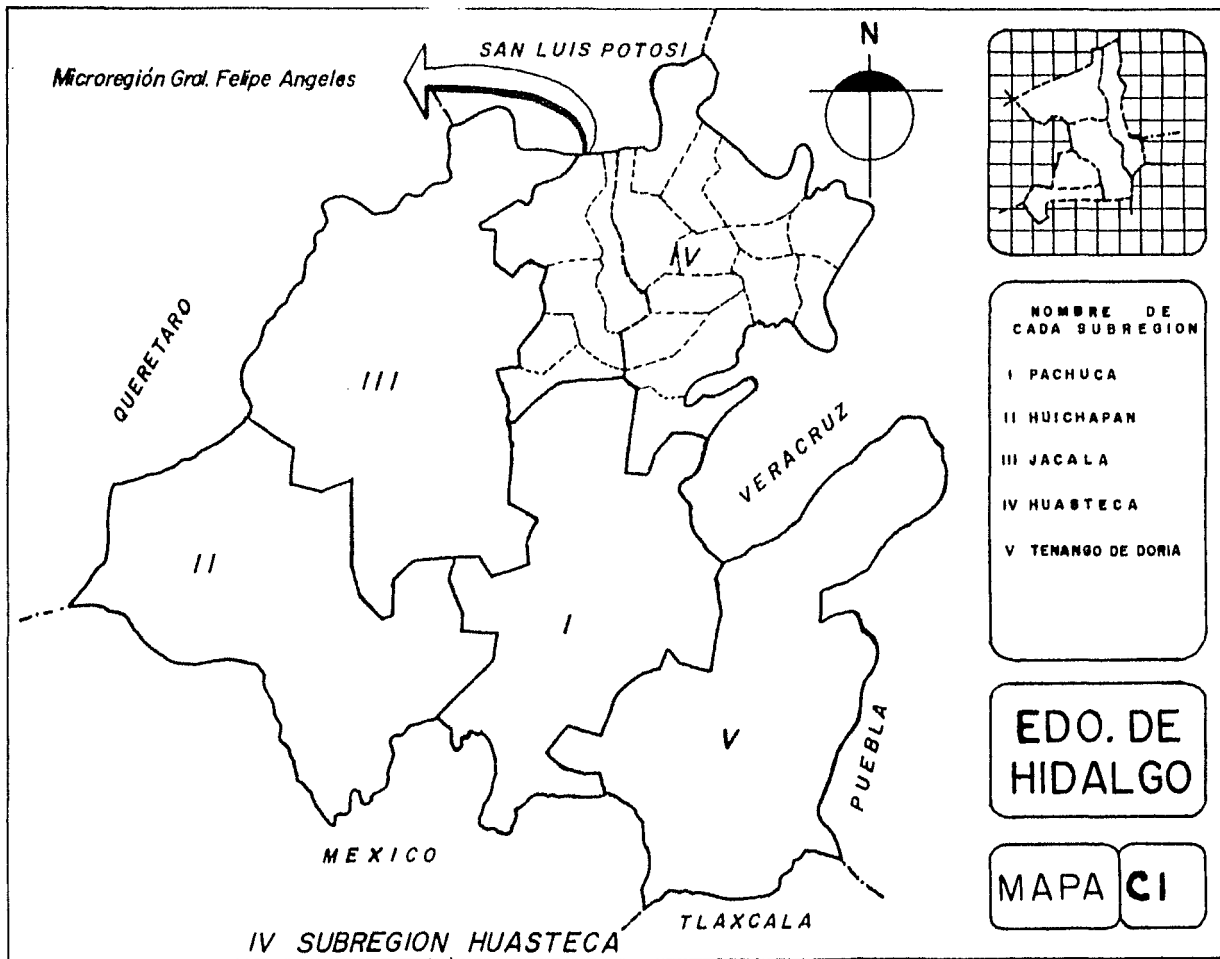 SAN LUIS POTOSI
Microregión Gral. Felipe Angeles
N
QUERETARO
III
IV
II
I
V
VERACRUZ
PUEBLA
MEXICO
TLAXCALA
IV SUBREGION HUASTECA
NOMBRE DE
CADA SUBREGION
I PACHUCA
II HUICHAPAN
III JACALA
IV HUASTECA
V TENANGO DE DORIA
EDO. DE
HIDALGO
MAPA C1